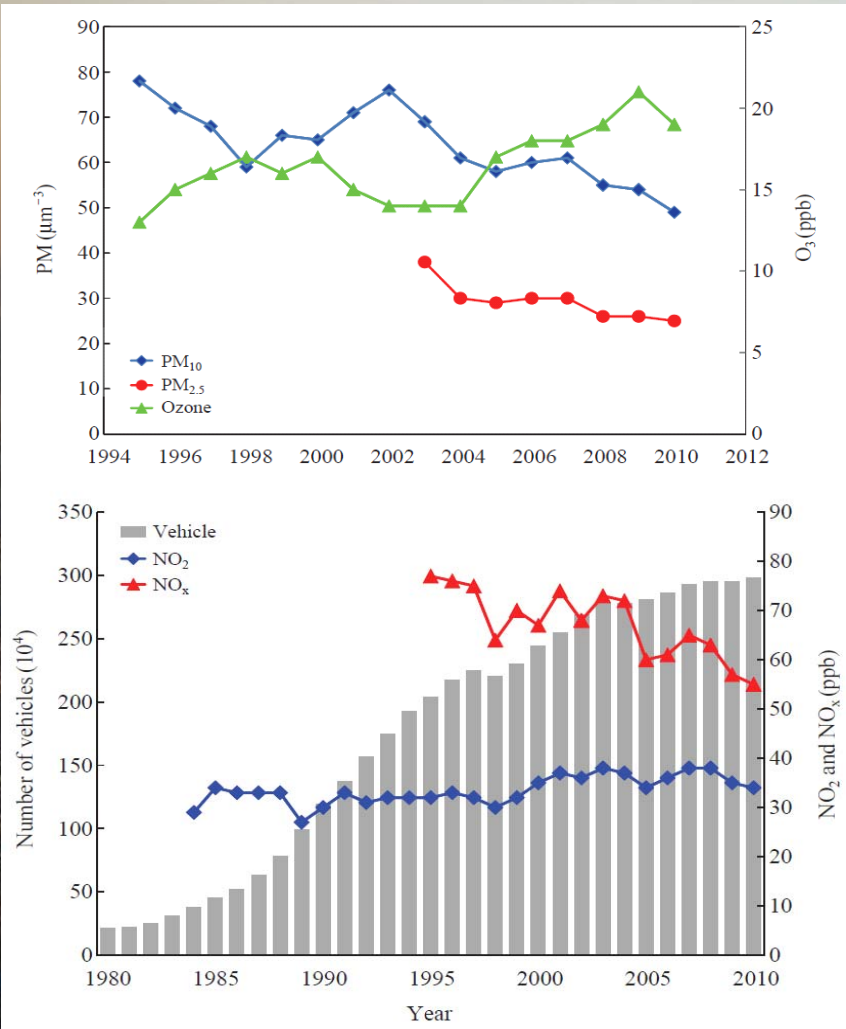 90
80
70
60
50
40
30
20
10
0
PM (μm⁻³)
25
20
15
10
5
0
O₃ (ppb)
PM₁₀
PM₂.₅
Ozone
1994 1996 1998 2000 2002 2004 2006 2008 2010 2012
350
300
250
200
150
100
50
0
Number of vehicles (10⁴)
Vehicle
NO₂
NOₓ
90
80
70
60
50
40
30
20
10
0
NO₂ and NOₓ (ppb)
1980 1985 1990 1995 2000 2005 2010
Year